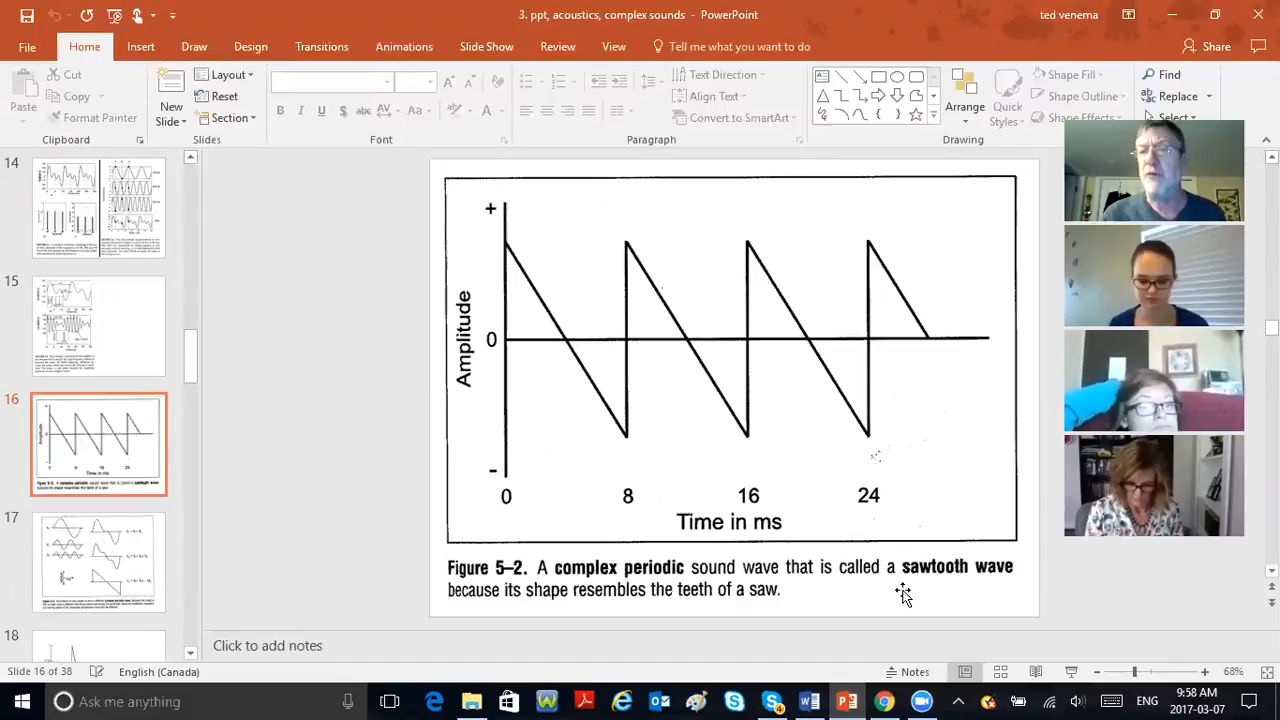 3. ppt, acoustics, complex sounds - PowerPoint
ted venema
File Home Insert Draw Design Transitions Animations Slide Show Review View Tell me what you want to do Share
Paste
Cut
Copy
Format Painter
Clipboard
New
Slide
Layout
Reset
Section
Slides
B I U S abc AV Aa A
Font
Paragraph
Text Direction
Align Text
Convert to SmartArt
Arrange
Quick
Styles
Shape Fill
Shape Outline
Shape Effects
Drawing
Find
Replace
Select
14
15
16
17
18
+
Amplitude
0
-
0 8 16 24
Time in ms
Figure 5–2. A complex periodic sound wave that is called a sawtooth wave
because its shape resembles the teeth of a saw.
Click to add notes
Slide 16 of 38
English (Canada)
Notes
68%
Ask me anything
ENG
9:58 AM
2017-03-07